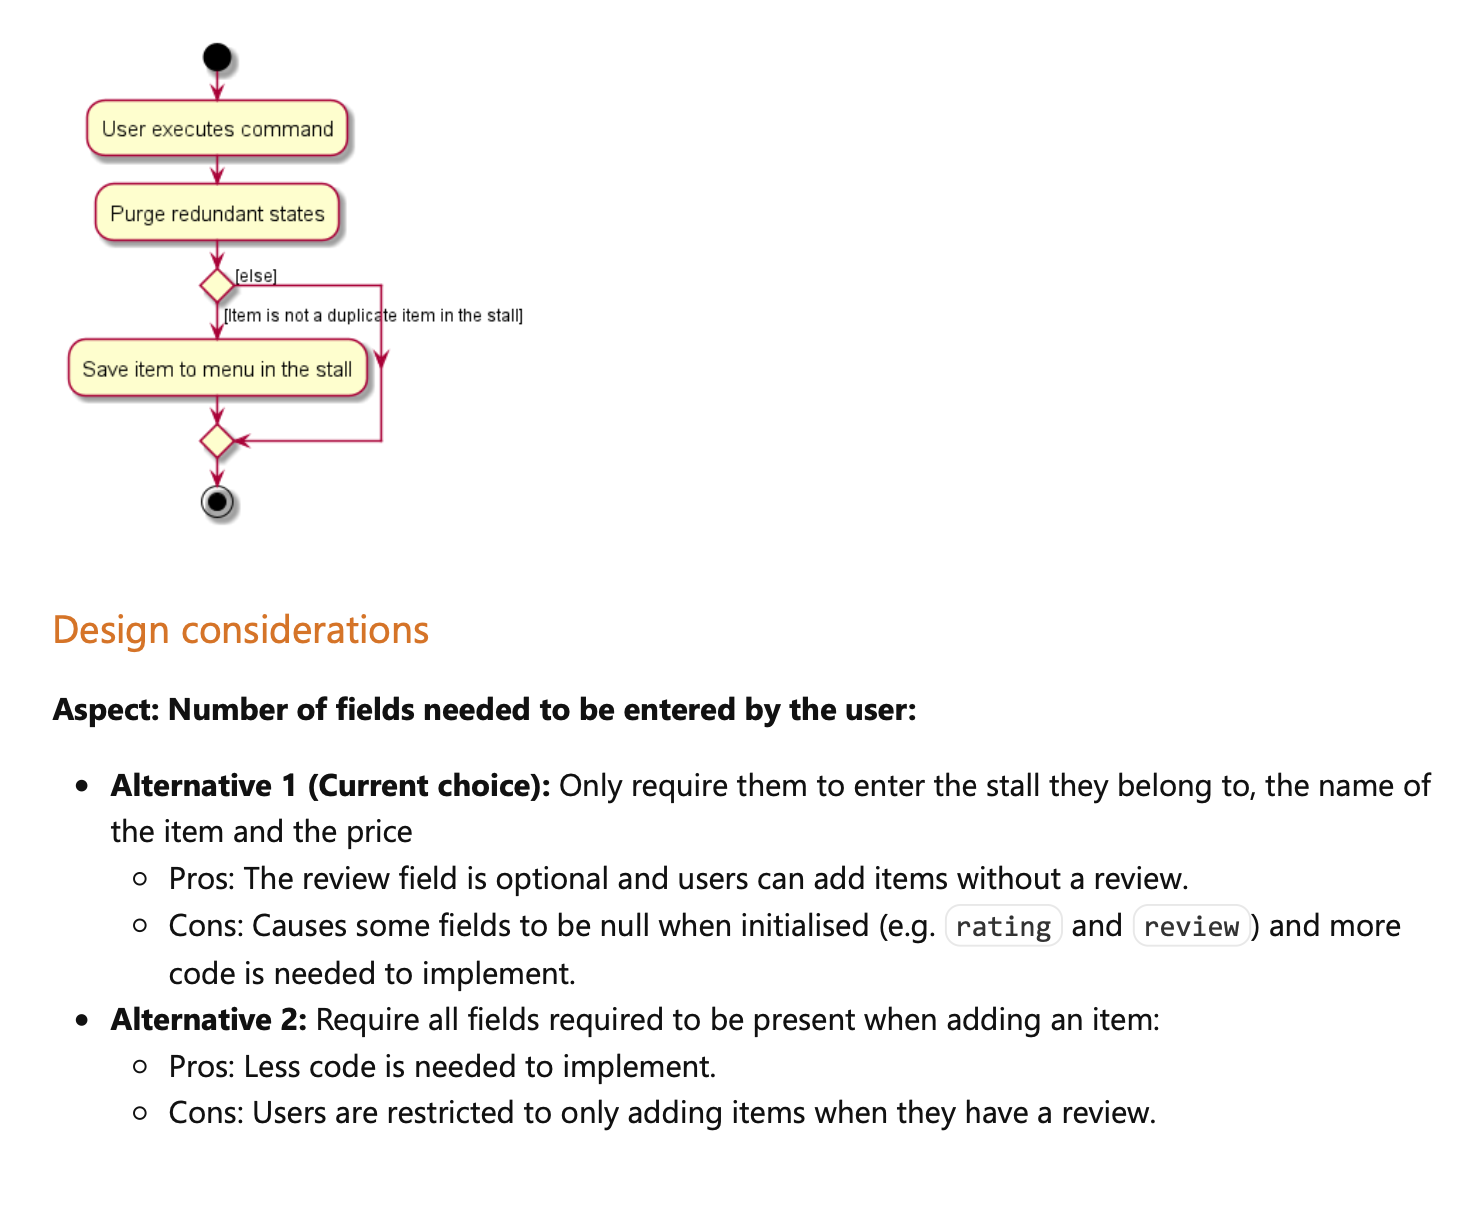 User executes command
Purge redundant states
[else]
[Item is not a duplicate item in the stall]
Save item to menu in the stall
Design considerations
Aspect: Number of fields needed to be entered by the user:
Alternative 1 (Current choice): Only require them to enter the stall they belong to, the name of
the item and the price
Pros: The review field is optional and users can add items without a review.
Cons: Causes some fields to be null when initialised (e.g. rating and review) and more
code is needed to implement.
Alternative 2: Require all fields required to be present when adding an item:
Pros: Less code is needed to implement.
Cons: Users are restricted to only adding items when they have a review.